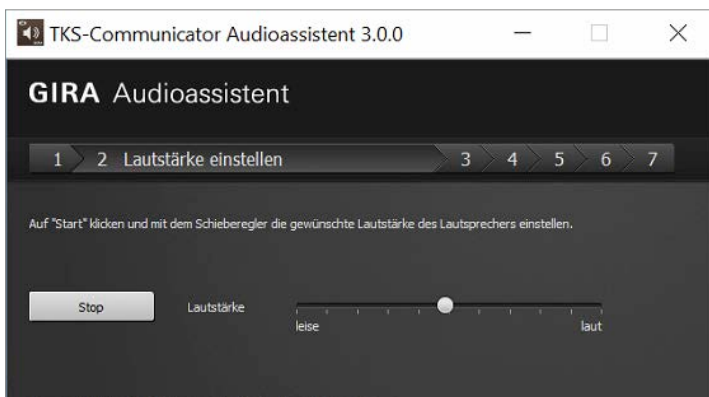 TKS-Communicator Audioassistent 3.0.0
GIRA Audioassistent
1 2 Lautstärke einstellen 3 4 5 6 7
Auf "Start" klicken und mit dem Schieberegler die gewünschte Lautstärke des Lautsprechers einstellen.
Stop Lautstärke
leise laut